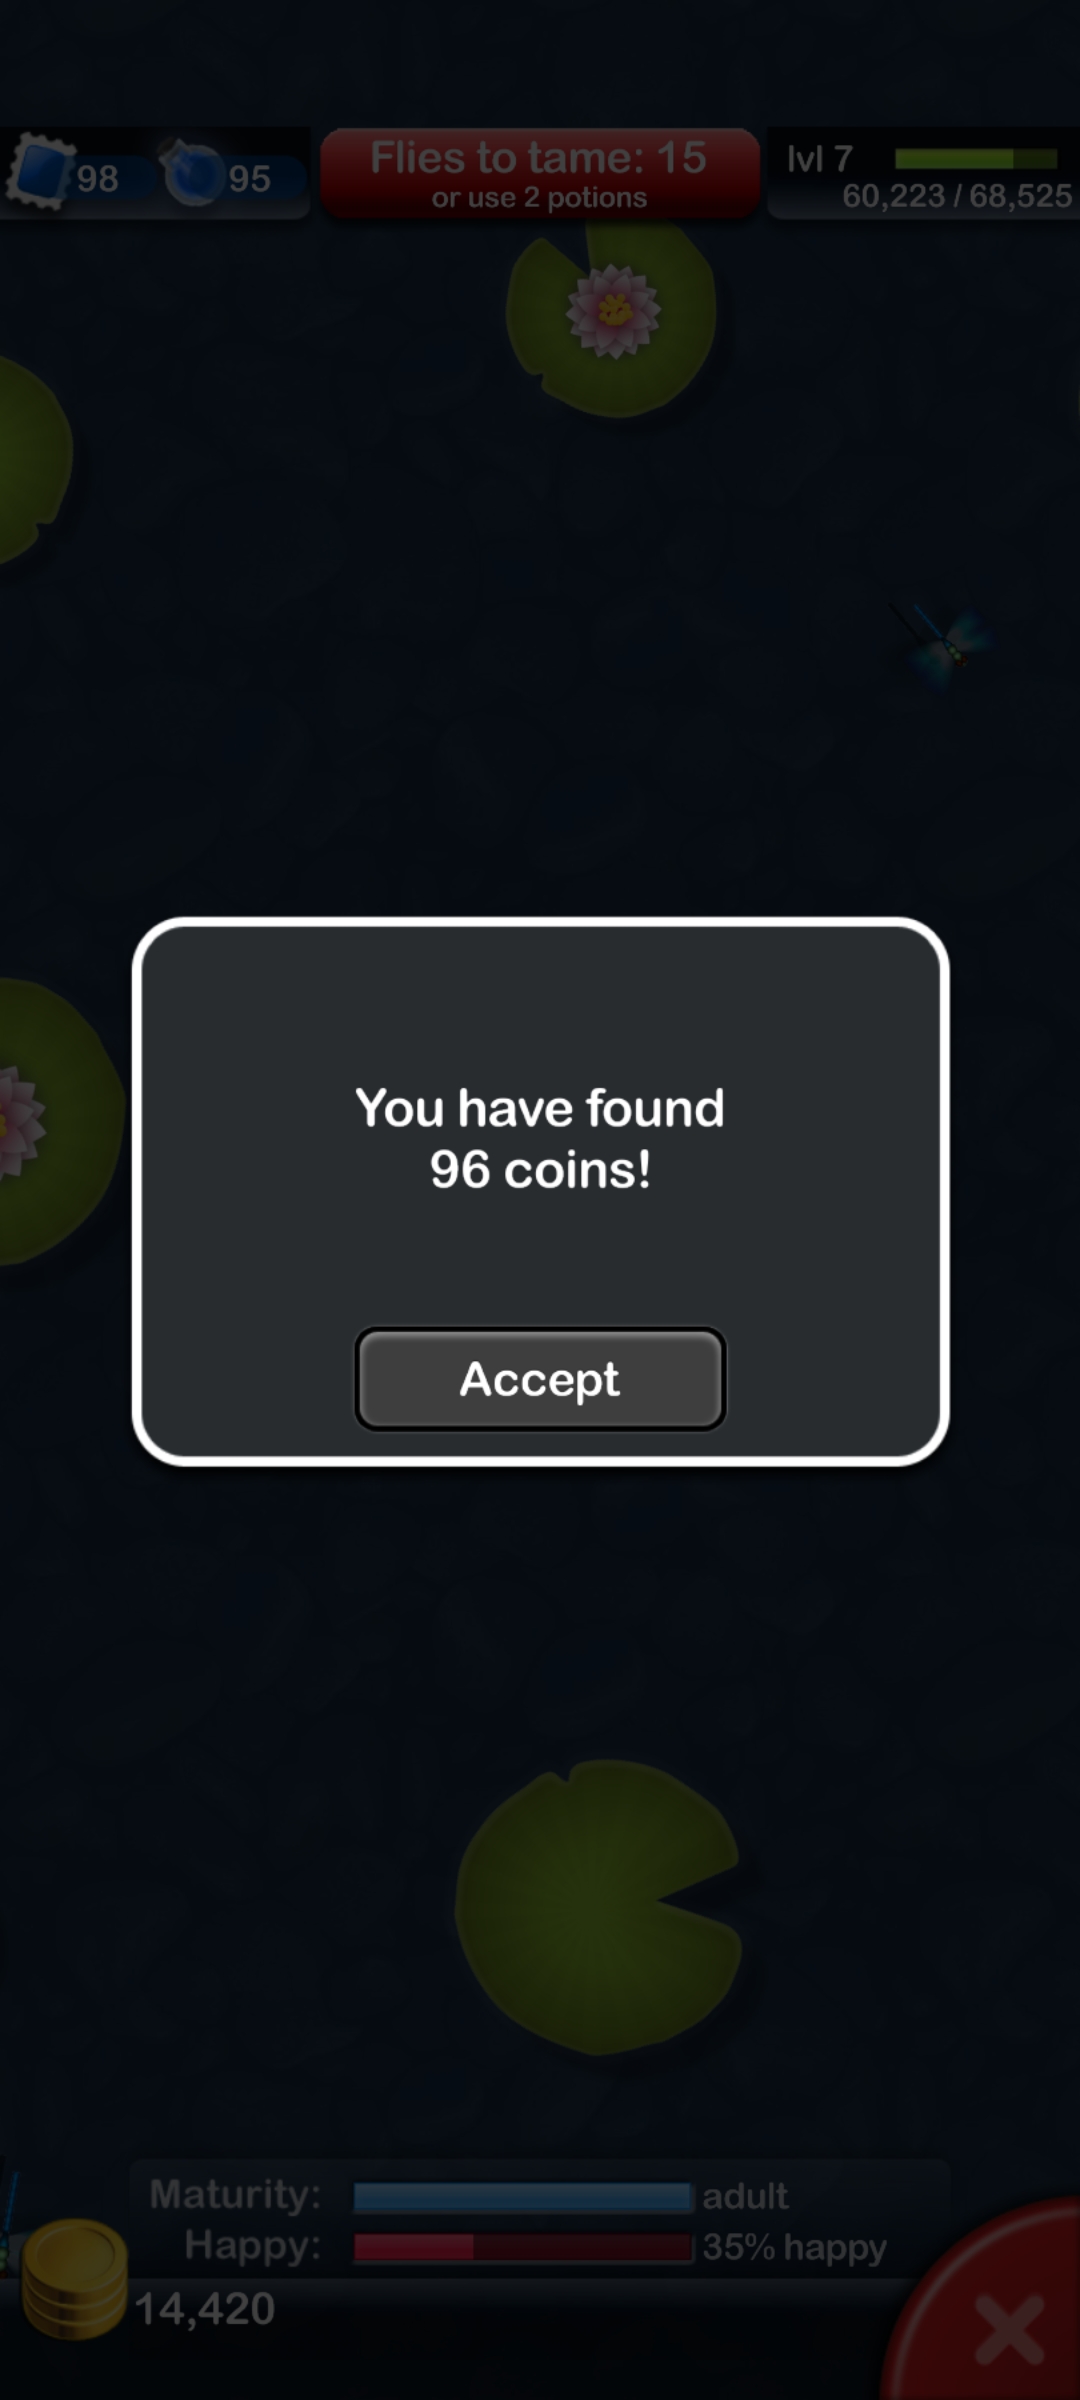 98
95
Flies to tame: 15
or use 2 potions
lvl 7
60,223 / 68,525
You have found
96 coins!
Accept
Maturity: adult
Happy: 35% happy
14,420